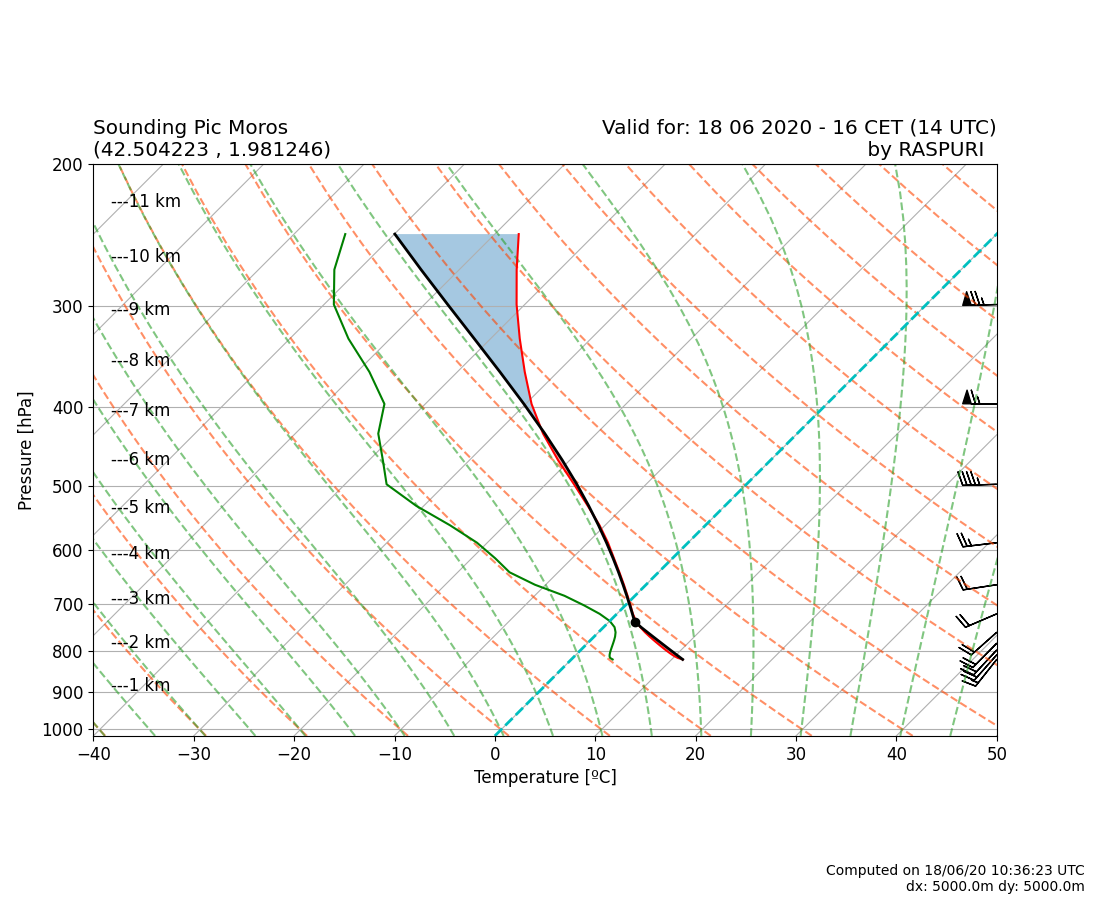 Sounding Pic Moros
(42.504223 , 1.981246)
Valid for: 18 06 2020 - 16 CET (14 UTC)
by RASPURI
200
---11 km
---10 km
300
---9 km
---8 km
400
---7 km
---6 km
500
---5 km
---4 km
600
---3 km
700
---2 km
800
---1 km
900
1000
Pressure [hPa]
−40 −30 −20 −10 0 10 20 30 40 50
Temperature [ºC]
Computed on 18/06/20 10:36:23 UTC
dx: 5000.0m dy: 5000.0m